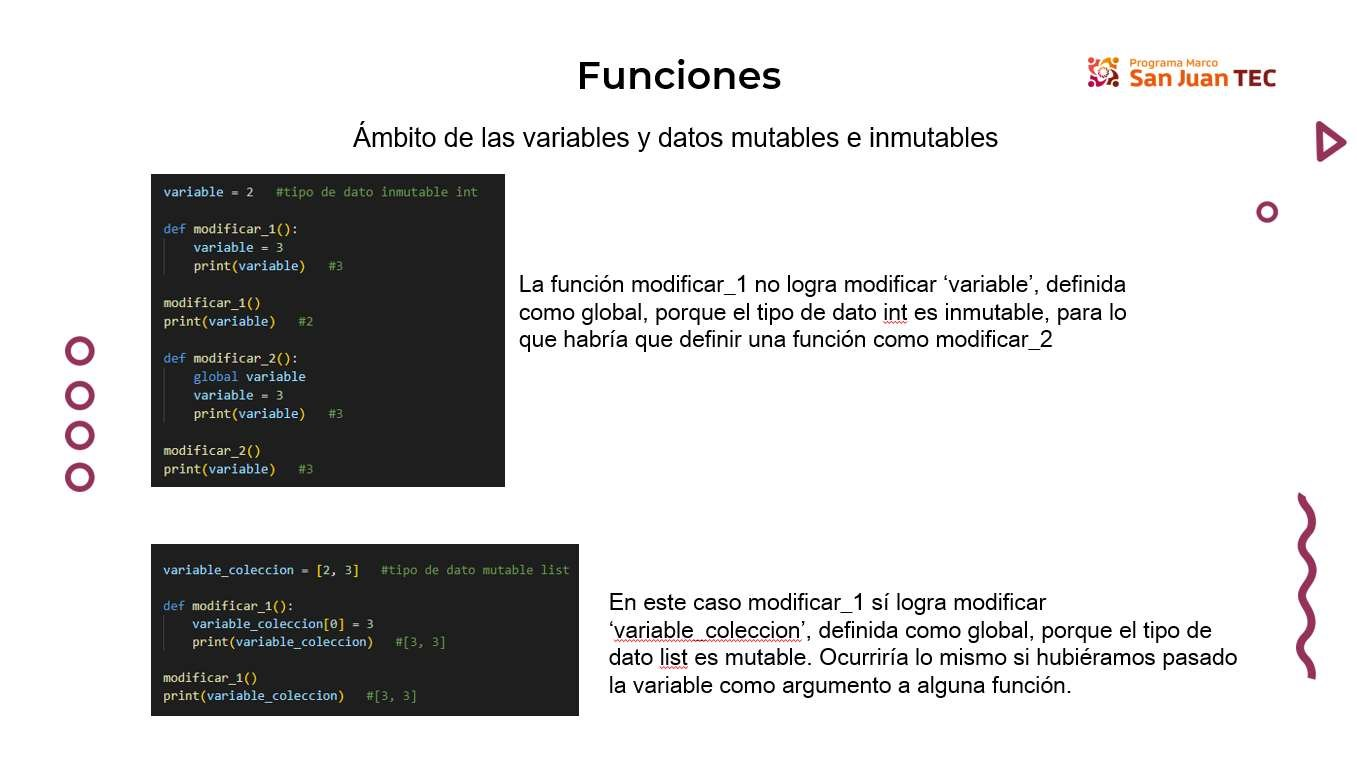 Funciones
Programa Marco
San Juan TEC
Ámbito de las variables y datos mutables e inmutables
variable = 2   #tipo de dato inmutable int
def modificar_1():
    variable = 3
    print(variable)   #3
modificar_1()
print(variable)   #2
def modificar_2():
    global variable
    variable = 3
    print(variable)   #3
modificar_2()
print(variable)   #3
La función modificar_1 no logra modificar ‘variable’, definida
como global, porque el tipo de dato int es inmutable, para lo
que habría que definir una función como modificar_2
variable_coleccion = [2, 3]   #tipo de dato mutable list
def modificar_1():
    variable_coleccion[0] = 3
    print(variable_coleccion)   #[3, 3]
modificar_1()
print(variable_coleccion)   #[3, 3]
En este caso modificar_1 sí logra modificar
‘variable_coleccion’, definida como global, porque el tipo de
dato list es mutable. Ocurriría lo mismo si hubiéramos pasado
la variable como argumento a alguna función.